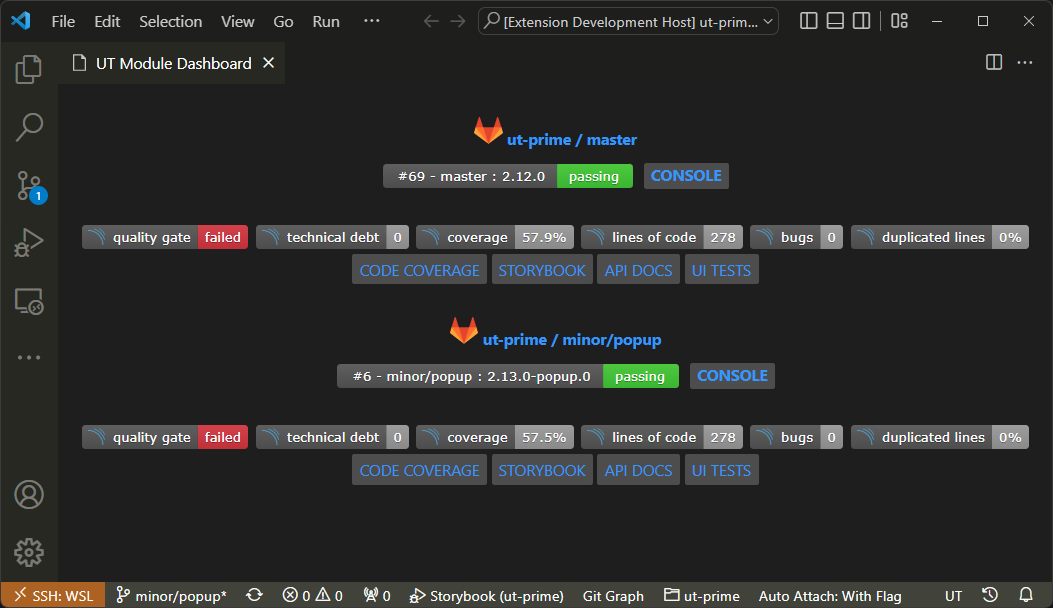 File Edit Selection View Go Run ··· [Extension Development Host] ut-prim...
UT Module Dashboard
ut-prime / master
#69 - master : 2.12.0 passing CONSOLE
quality gate failed technical debt 0 coverage 57.9% lines of code 278 bugs 0 duplicated lines 0%
CODE COVERAGE STORYBOOK API DOCS UI TESTS
1
ut-prime / minor/popup
#6 - minor/popup : 2.13.0-popup.0 passing CONSOLE
quality gate failed technical debt 0 coverage 57.5% lines of code 278 bugs 0 duplicated lines 0%
CODE COVERAGE STORYBOOK API DOCS UI TESTS
SSH: WSL minor/popup* 0 0 0 Storybook (ut-prime) Git Graph ut-prime Auto Attach: With Flag UT